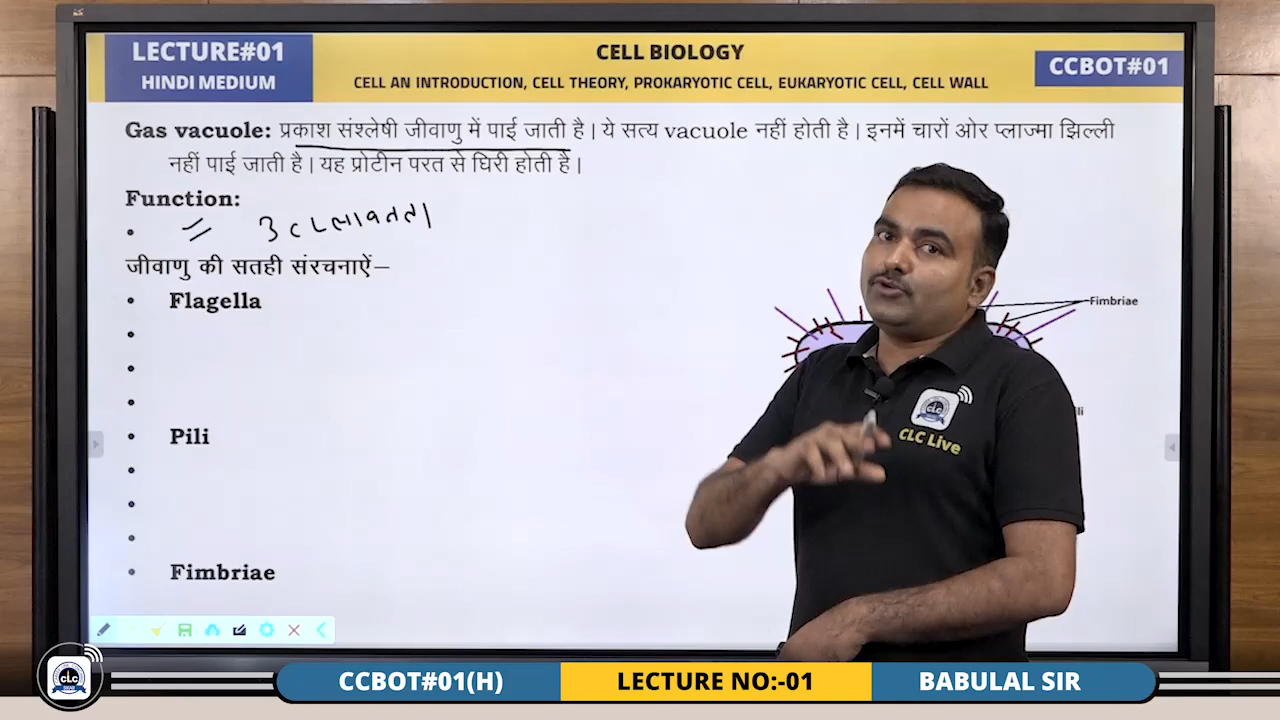 LECTURE#01
HINDI MEDIUM
CELL BIOLOGY
CELL AN INTRODUCTION, CELL THEORY, PROKARYOTIC CELL, EUKARYOTIC CELL, CELL WALL
CCBOT#01
Gas vacuole: प्रकाश संश्लेषी जीवाणु में पाई जाती है। ये सत्य vacuole नहीं होती है। इनमें चारों ओर प्लाज्मा झिल्ली
नहीं पाई जाती है। यह प्रोटीन परत से घिरी होती है।
Function:
जीवाणु की सतही संरचनाऐं–
• Flagella
Fimbriae
• Pili
• Fimbriae
CLC
CLC Live
CLC
CCBOT#01(H)
LECTURE NO:-01
BABULAL SIR